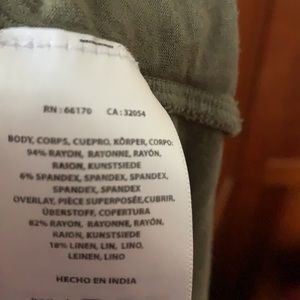 RN : 66170 CA : 32054
BODY, CORPS, CUEPRO, KÖRPER, CORPO:
94% RAYON, RAYONNE, RAYÓN,
RAION, KUNSTSIEDE
6% SPANDEX, SPANDEX, SPANDEX,
SPANDEX, SPANDEX
OVERLAY, PIÈCE SUPERPOSÉE,CUBRIR,
ÜBERSTOFF, COPERTURA
82% RAYON, RAYONNE, RAYÓN,
RAION, KUNSTSIEDE
18% LINEN, LIN, LINO,
LEINEN, LINO
HECHO EN INDIA